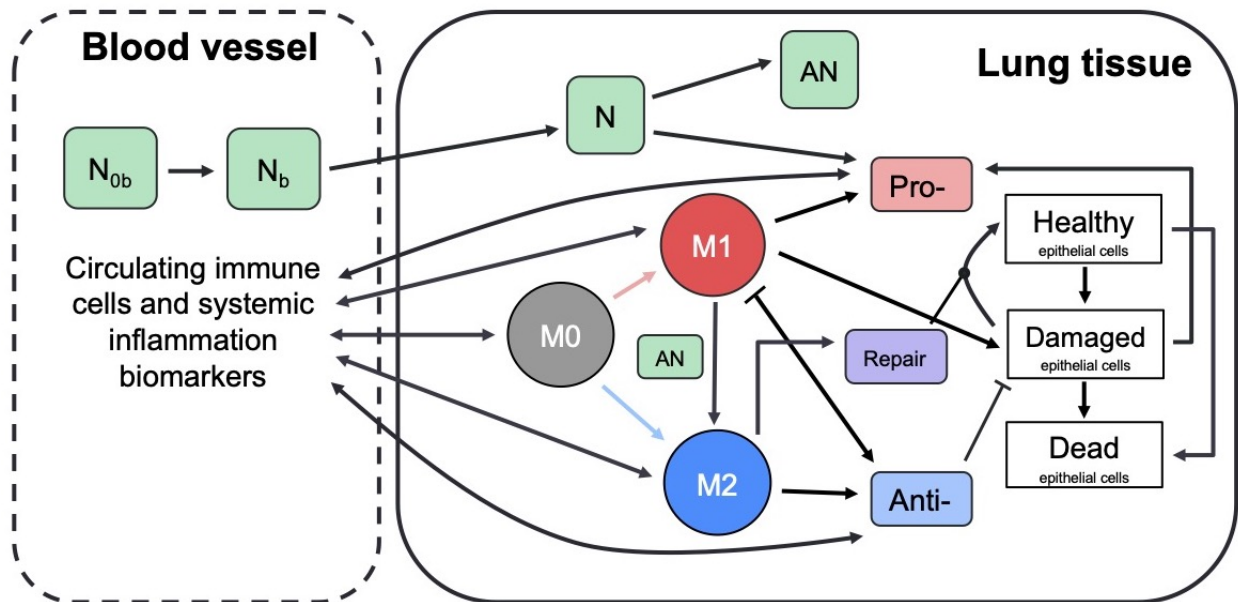 Blood vessel
N0b
Nb
Circulating immune
cells and systemic
inflammation
biomarkers
Lung tissue
AN
N
Pro-
M1
Healthy
epithelial cells
M0
AN
Repair
Damaged
epithelial cells
M2
Anti-
Dead
epithelial cells